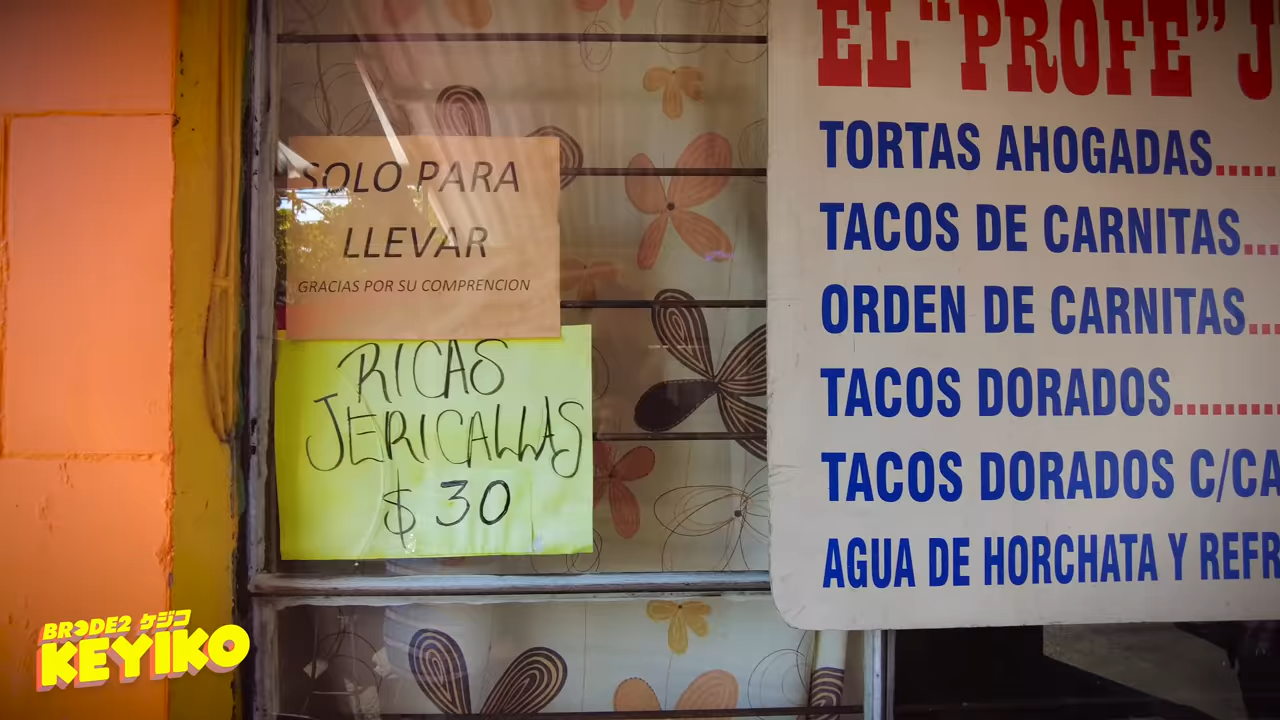 SOLO PARA
LLEVAR
GRACIAS POR SU COMPRENCION
RICAS
JERICALLAS
$30
EL "PROFE" J
TORTAS AHOGADAS......
TACOS DE CARNITAS...
ORDEN DE CARNITAS...
TACOS DORADOS..........
TACOS DORADOS C/CA
AGUA DE HORCHATA Y REFR
BRODE2 ケジコ
KEYIKO